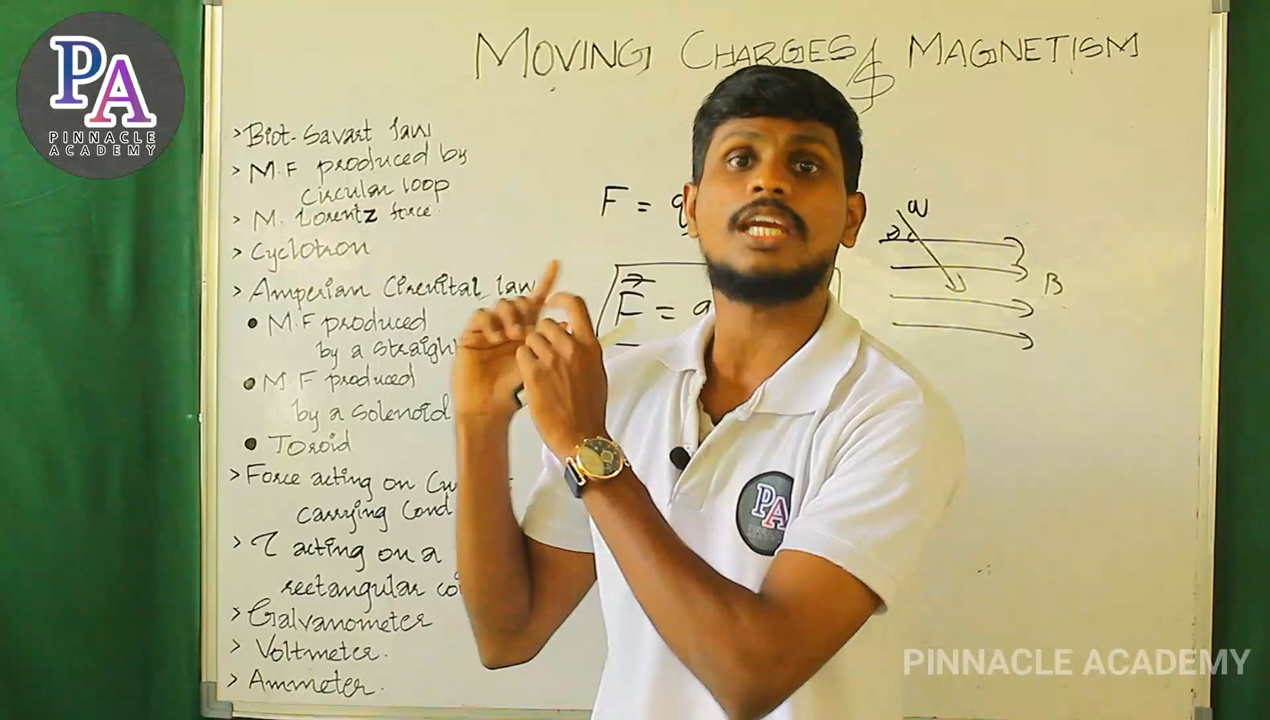 PA
PINNACLE
ACADEMY
MOVING CHARGES & MAGNETISM
> Biot-Savart law
> M.F produced by
circular loop
> M. Lorentz force
> Cyclotron
> Amperian Circuital law
• M.F produced
by a straight
• M.F produced
by a Solenoid
• Toroid
> Force acting on
carrying Cond
> τ acting on a
rectangular
> Galvanometer
> Voltmeter.
> Ammeter.
F = q
F⃗ =
B
PA
PINNACLE ACADEMY